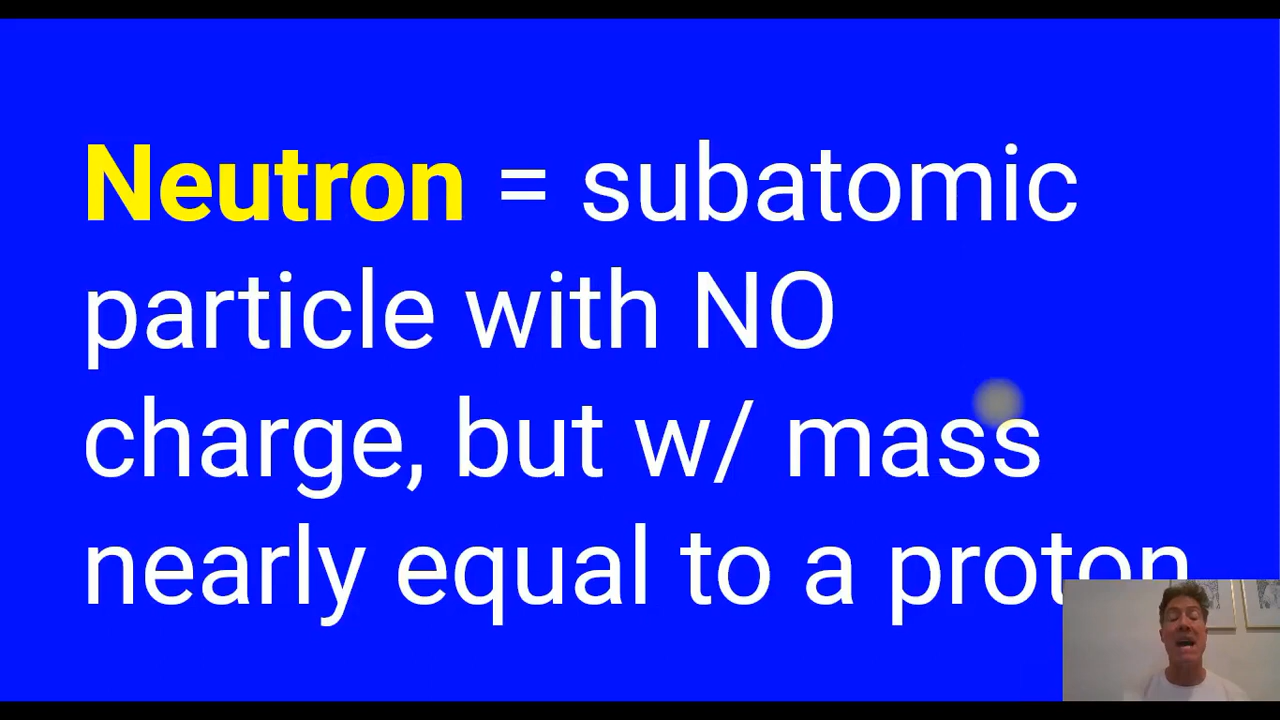 Neutron = subatomic
particle with NO
charge, but w/ mass
nearly equal to a proton